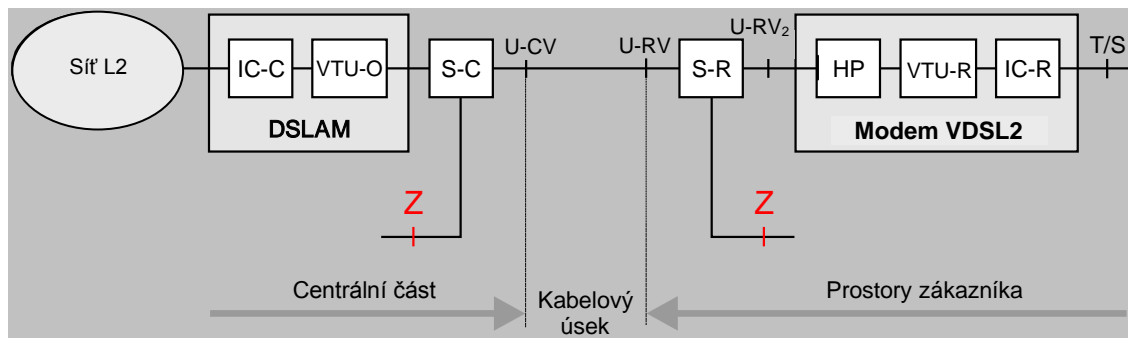 Síť L2
IC-C
VTU-O
DSLAM
S-C
U-CV
U-RV
S-R
U-RV2
HP
VTU-R
IC-R
Modem VDSL2
T/S
Z
Z
Centrální část
Kabelový
úsek
Prostory zákazníka